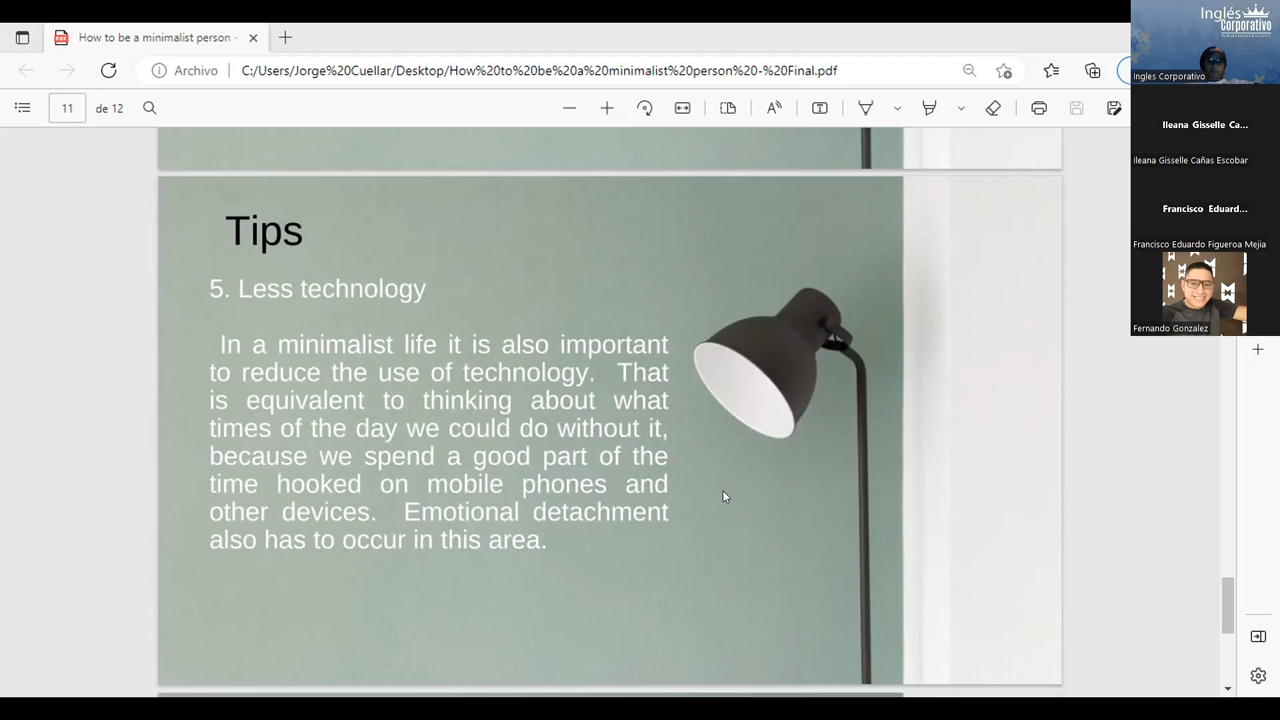 Inglés
Corporativo
How to be a minimalist person -
Archivo
C:/Users/Jorge%20Cuellar/Desktop/How%20to%20be%20a%20minimalist%20person%20-%20Final.pdf
Ingles Corporativo
11
de 12
Ileana Gisselle Ca...
Ileana Gisselle Cañas Escobar
Francisco Eduard...
Francisco Eduardo Figueroa Mejia
Fernando Gonzalez
Tips
5. Less technology
In a minimalist life it is also important
to reduce the use of technology. That
is equivalent to thinking about what
times of the day we could do without it,
because we spend a good part of the
time hooked on mobile phones and
other devices. Emotional detachment
also has to occur in this area.